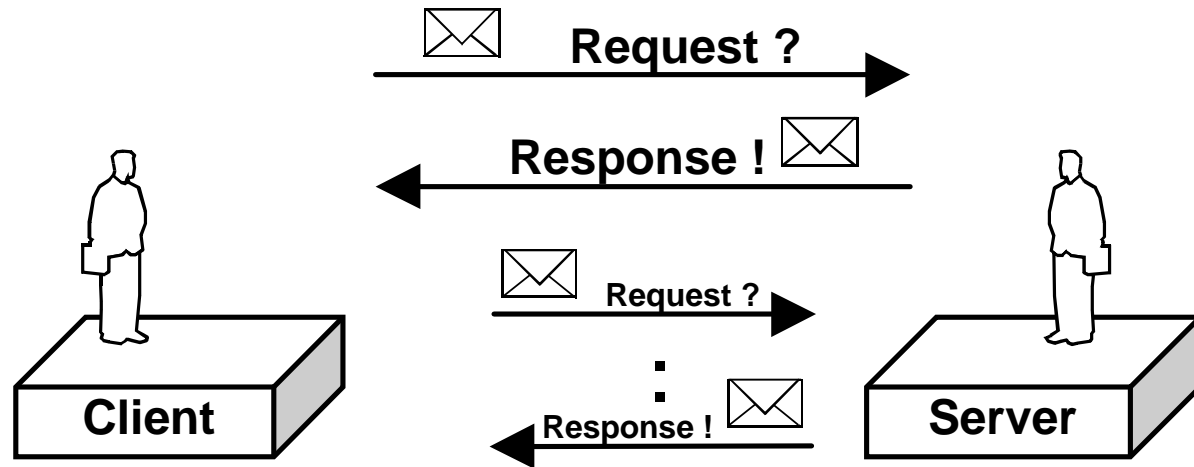 Request ?
Response !
Request ?
Response !
Client
Server